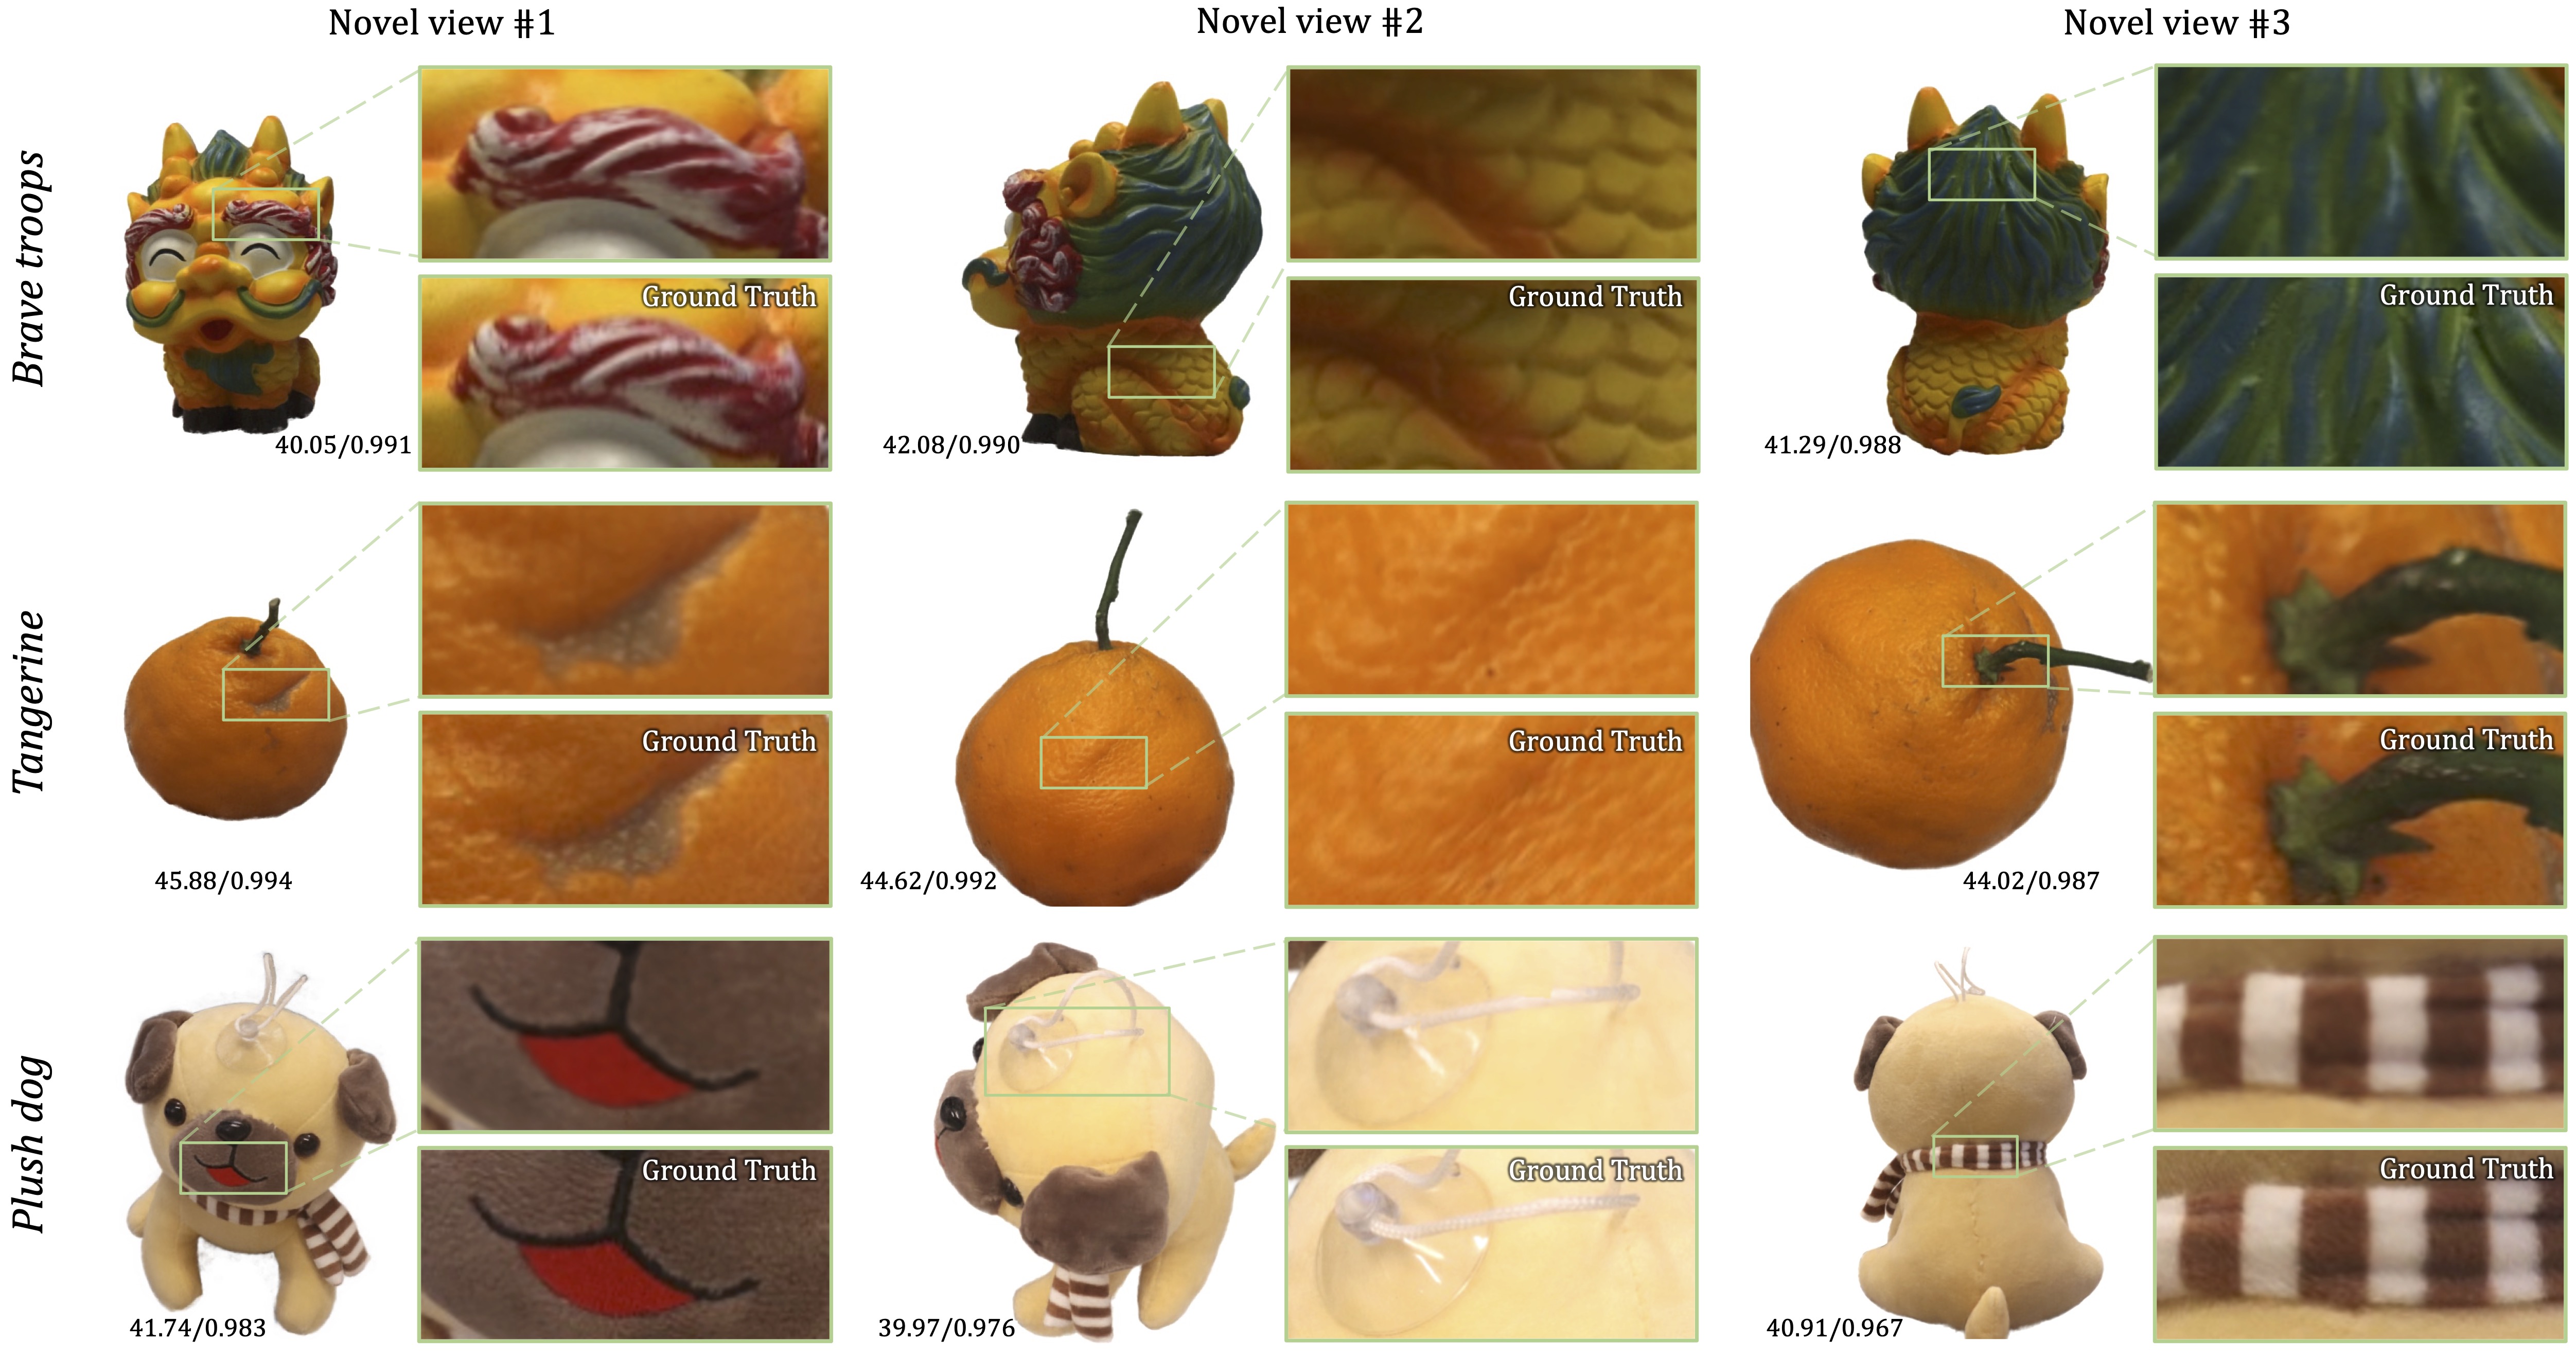 Novel view #1
Novel view #2
Novel view #3
Brave troops
Ground Truth
40.05/0.991
Ground Truth
42.08/0.990
Ground Truth
41.29/0.988
Tangerine
Ground Truth
45.88/0.994
Ground Truth
44.62/0.992
Ground Truth
44.02/0.987
Plush dog
Ground Truth
41.74/0.983
Ground Truth
39.97/0.976
Ground Truth
40.91/0.967